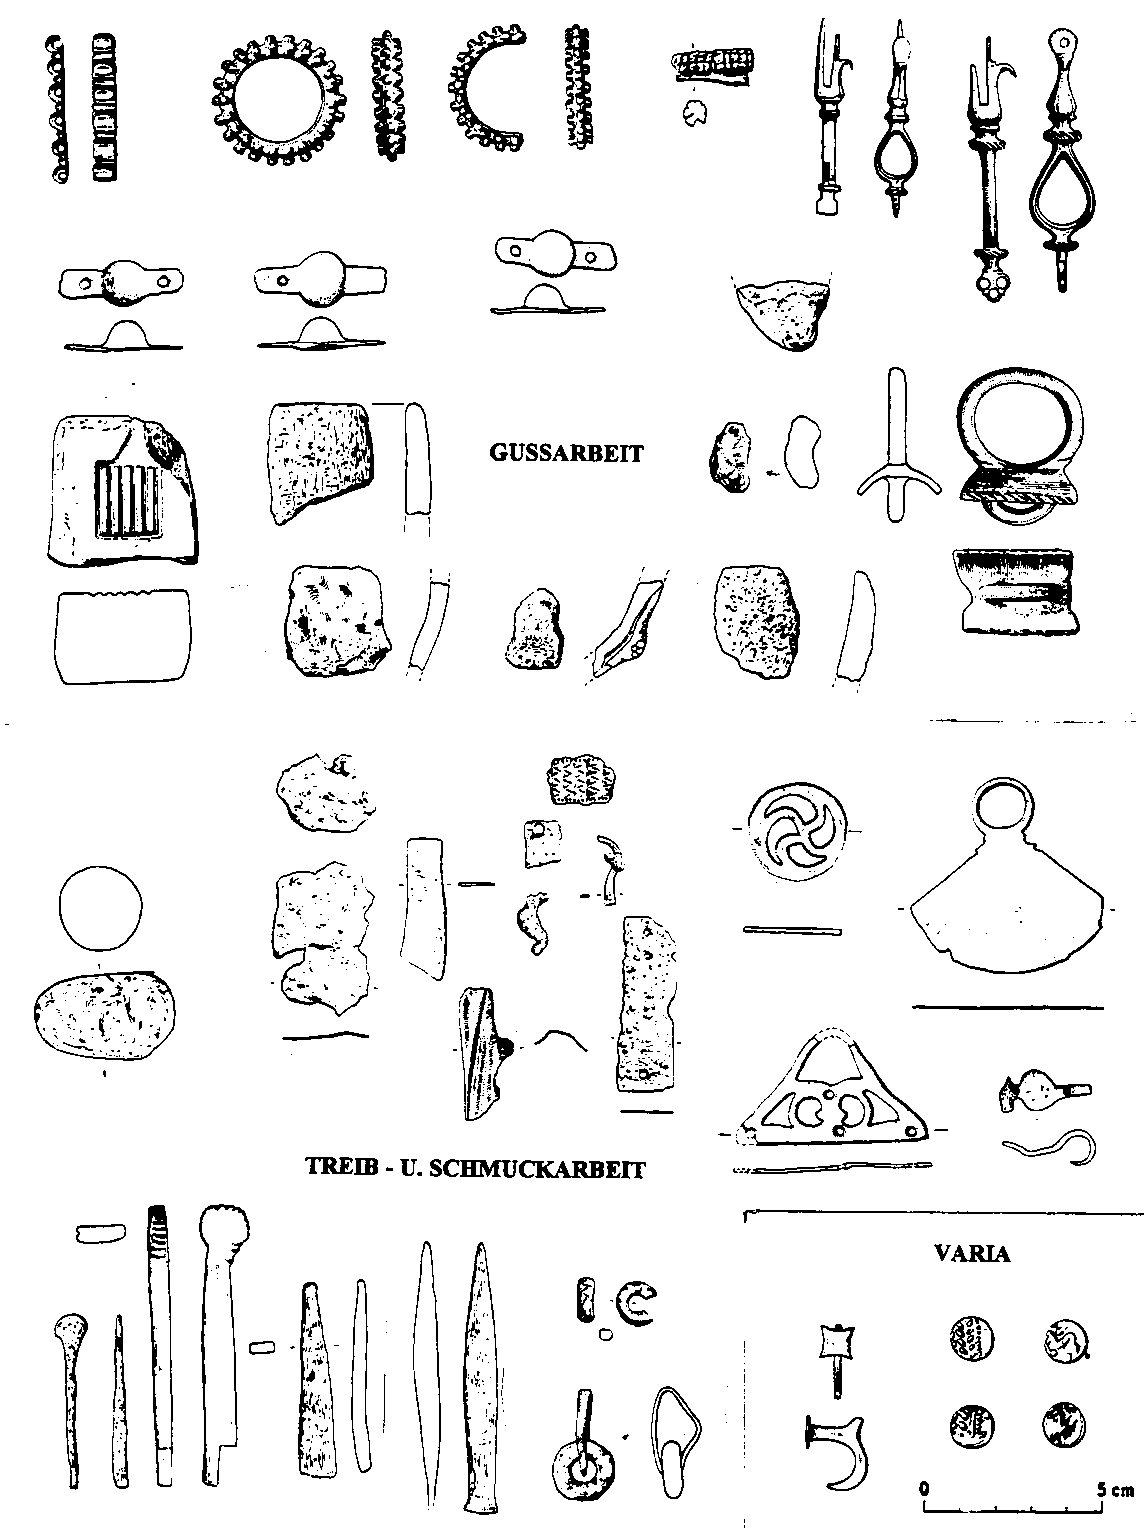 GUSSARBEIT
TREIB - U. SCHMUCKARBEIT
VARIA
0 5 cm